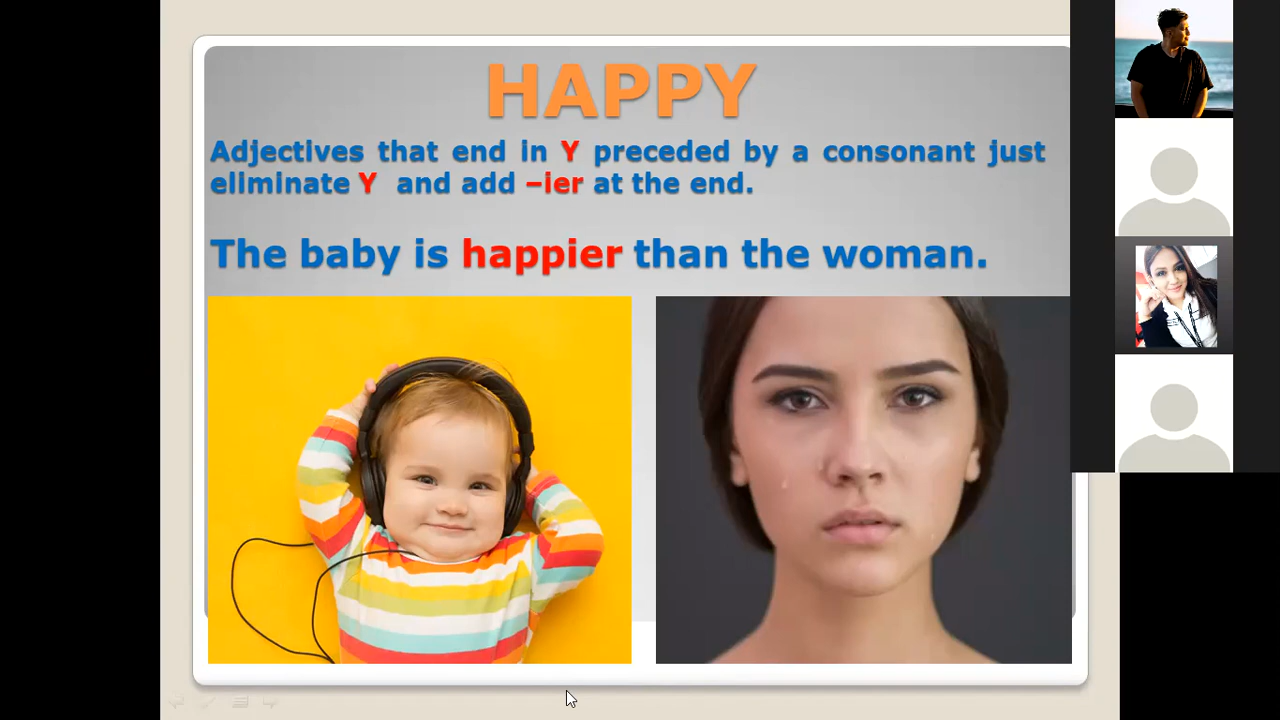 HAPPY
Adjectives that end in Y preceded by a consonant just
eliminate Y and add –ier at the end.
The baby is happier than the woman.